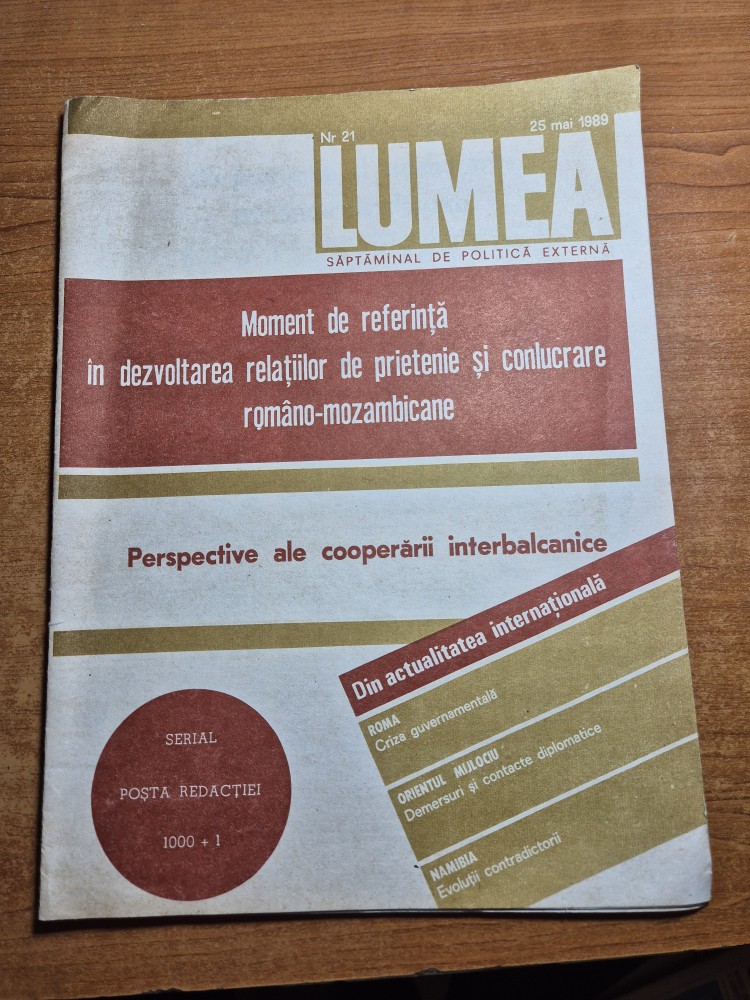 Nr 21
25 mai 1989
LUMEA
SĂPTĂMÎNAL DE POLITICĂ EXTERNĂ
Moment de referință
în dezvoltarea relațiilor de prietenie și conlucrare
româno-mozambicane
Perspective ale cooperării interbalcanice
Din actualitatea internațională
ROMA
Criza guvernamentală
ORIENTUL MIJLOCIU
Demersuri și contacte diplomatice
NAMIBIA
Evoluții contradictorii
SERIAL
POȘTA REDACȚIEI
1000 + 1